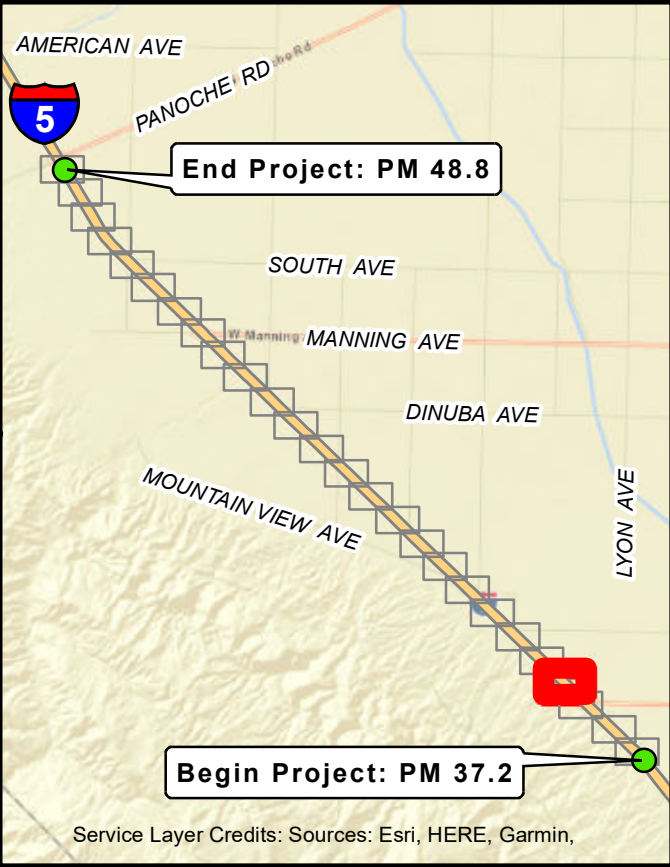 AMERICAN AVE
PANOCHE RD
5
End Project: PM 48.8
SOUTH AVE
W Manning
MANNING AVE
DINUBA AVE
MOUNTAIN VIEW AVE
LYON AVE
Begin Project: PM 37.2
Service Layer Credits: Sources: Esri, HERE, Garmin,